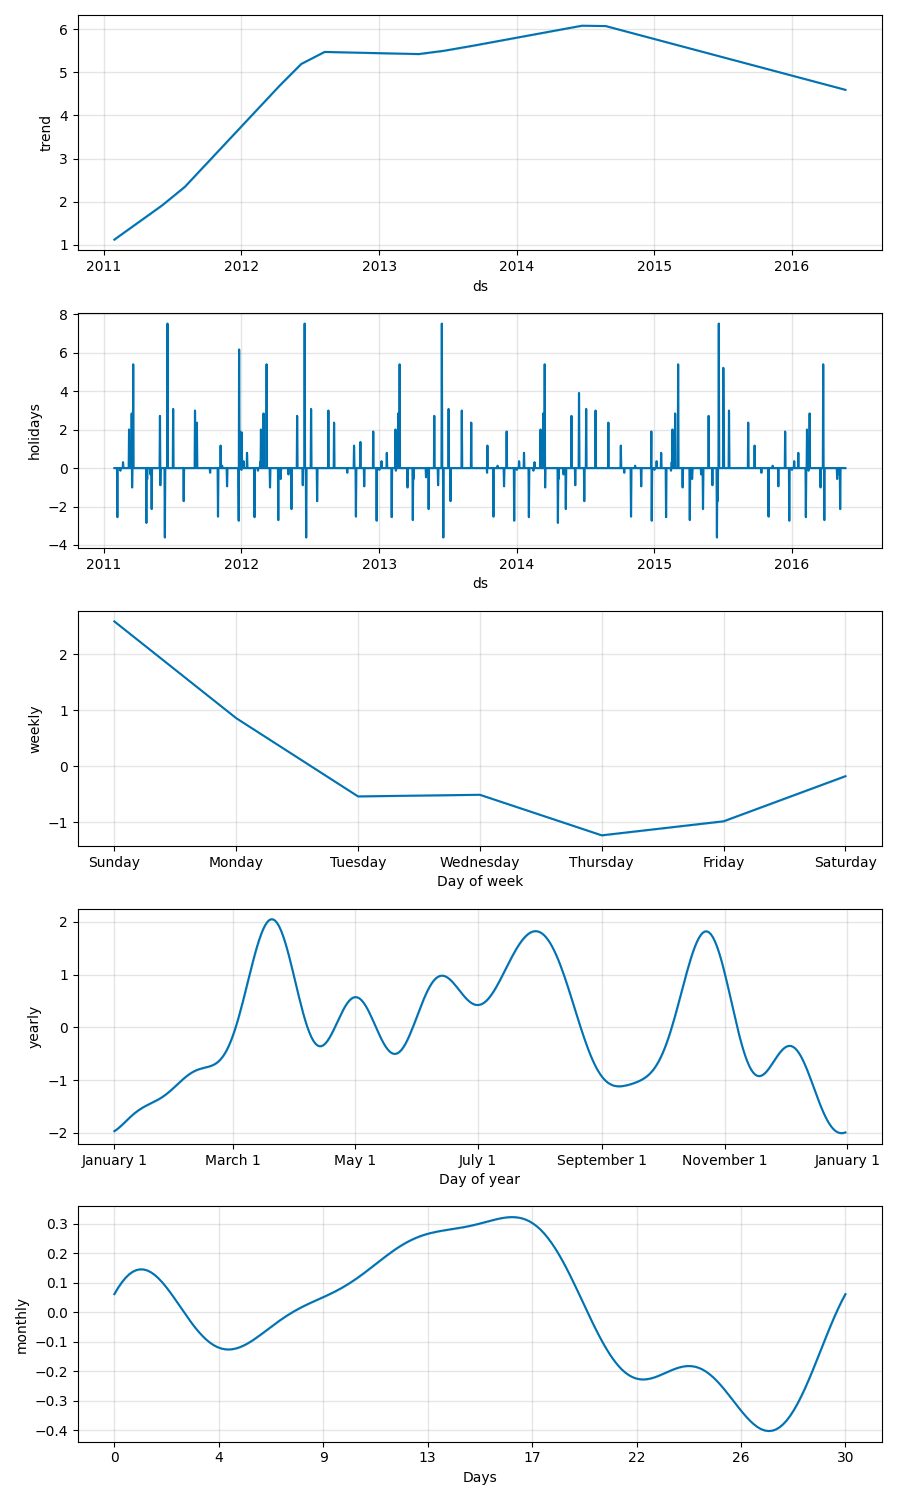 6
5
4
3
2
1
trend
2011 2012 2013 2014 2015 2016
ds
8
6
4
2
0
−2
−4
holidays
2011 2012 2013 2014 2015 2016
ds
2
1
0
−1
weekly
Sunday Monday Tuesday Wednesday Thursday Friday Saturday
Day of week
2
1
0
−1
−2
yearly
January 1 March 1 May 1 July 1 September 1 November 1 January 1
Day of year
0.3
0.2
0.1
0.0
−0.1
−0.2
−0.3
−0.4
monthly
0 4 9 13 17 22 26 30
Days